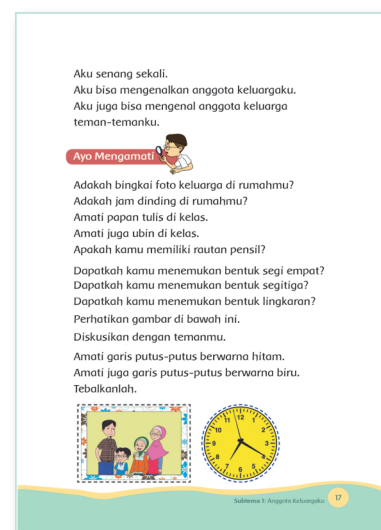 Aku senang sekali.
Aku bisa mengenalkan anggota keluargaku.
Aku juga bisa mengenal anggota keluarga
teman-temanku.
Ayo Mengamati
Adakah bingkai foto keluarga di rumahmu?
Adakah jam dinding di rumahmu?
Amati papan tulis di kelas.
Amati juga ubin di kelas.
Apakah kamu memiliki rautan pensil?
Dapatkah kamu menemukan bentuk segi empat?
Dapatkah kamu menemukan bentuk segitiga?
Dapatkah kamu menemukan bentuk lingkaran?
Perhatikan gambar di bawah ini.
Diskusikan dengan temanmu.
Amati garis putus-putus berwarna hitam.
Amati juga garis putus-putus berwarna biru.
Tebalkanlah.
12
1
2
3
4
5
6
7
8
9
10
11
Subtema 1: Anggota Keluargaku
17